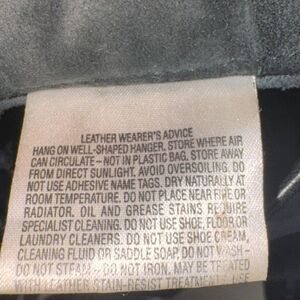 LEATHER WEARER'S ADVICE
HANG ON WELL-SHAPED HANGER. STORE WHERE AIR
CAN CIRCULATE – NOT IN PLASTIC BAG, STORE AWAY
FROM DIRECT SUNLIGHT. AVOID OVERSOILING. DO
NOT USE ADHESIVE NAME TAGS. DRY NATURALLY AT
ROOM TEMPERATURE. DO NOT PLACE NEAR FIRE OR
RADIATOR. OIL AND GREASE STAINS REQUIRE
SPECIALIST CLEANING. DO NOT USE SHOE, FLOOR OR
LAUNDRY CLEANERS. DO NOT USE SHOE CREAM,
CLEANING FLUID OR SADDLE SOAP. DO NOT WASH –
DO NOT STEAM – DO NOT IRON. MAY BE TREATED
WITH LEATHER STAIN-RESIST TREATMENT.